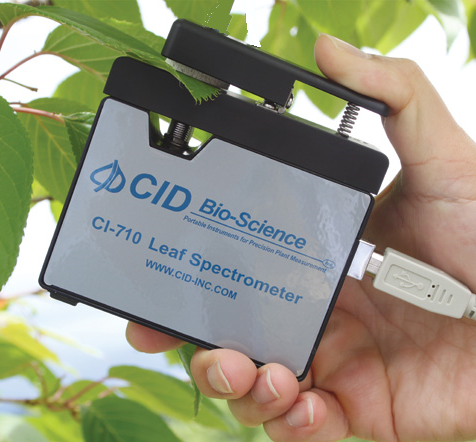 CID Bio-Science
Portable Instruments for Precision Plant Measurement
CI-710 Leaf Spectrometer
WWW.CID-INC.COM